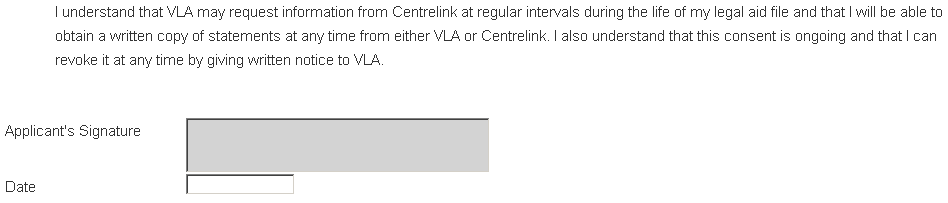 I understand that VLA may request information from Centrelink at regular intervals during the life of my legal aid file and that I will be able to
obtain a written copy of statements at any time from either VLA or Centrelink. I also understand that this consent is ongoing and that I can
revoke it at any time by giving written notice to VLA.
Applicant's Signature
Date